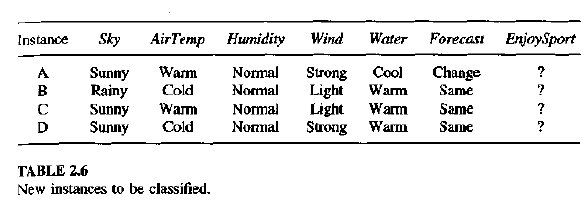 Instance Sky AirTemp Humidity Wind Water Forecast EnjoySport
A Sunny Warm Normal Strong Cool Change ?
B Rainy Cold Normal Light Warm Same ?
C Sunny Warm Normal Light Warm Same ?
D Sunny Cold Normal Strong Warm Same ?
TABLE 2.6
New instances to be classified.